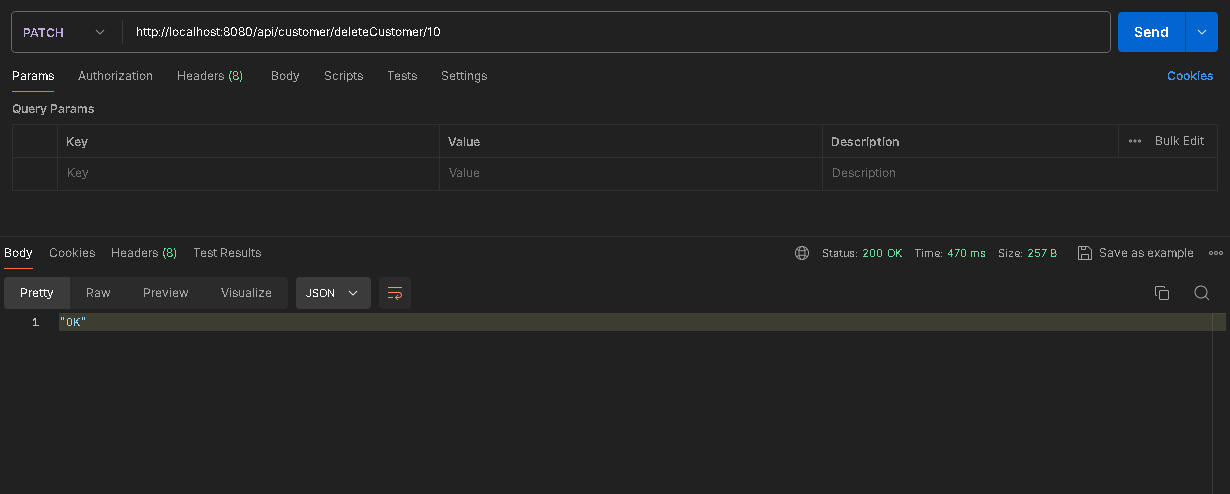 PATCH http://localhost:8080/api/customer/deleteCustomer/10 Send
Params Authorization Headers (8) Body Scripts Tests Settings Cookies
Query Params
Key Value Description ••• Bulk Edit
Key Value Description
Body Cookies Headers (8) Test Results Status: 200 OK Time: 470 ms Size: 257 B Save as example
Pretty Raw Preview Visualize JSON
1 "OK"